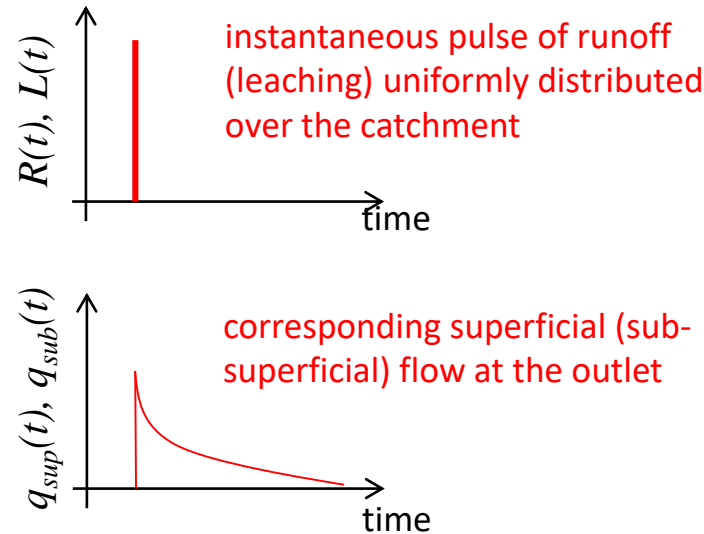 R(t), L(t)
instantaneous pulse of runoff
(leaching) uniformly distributed
over the catchment
time
q_sup(t), q_sub(t)
corresponding superficial (sub-
superficial) flow at the outlet
time